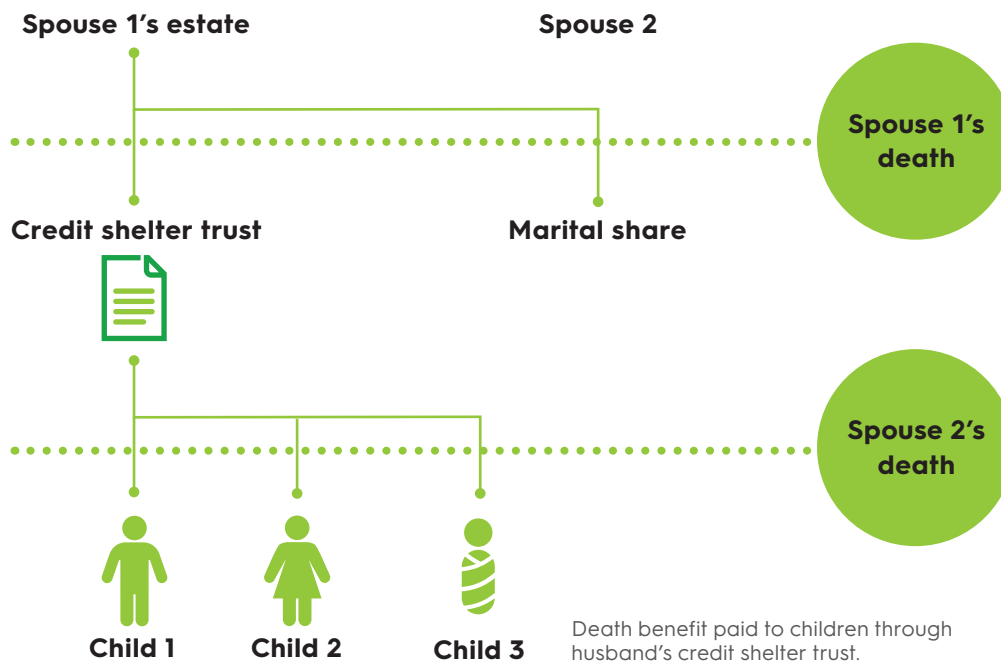 Spouse 1’s estate
Spouse 2
Spouse 1’s
death
Credit shelter trust
Marital share
Spouse 2’s
death
Child 1
Child 2
Child 3
Death benefit paid to children through
husband’s credit shelter trust.